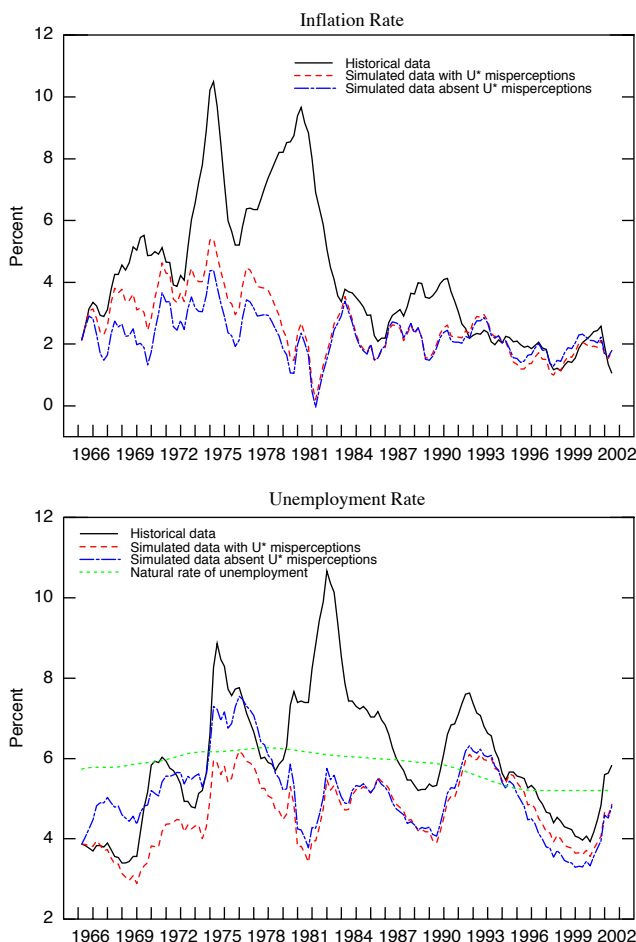 Inflation Rate
12
Historical data
Simulated data with U* misperceptions
Simulated data absent U* misperceptions
10
8
6
4
2
0
Percent
1966 1969 1972 1975 1978 1981 1984 1987 1990 1993 1996 1999 2002
Unemployment Rate
12
Historical data
Simulated data with U* misperceptions
Simulated data absent U* misperceptions
Natural rate of unemployment
10
8
6
4
2
Percent
1966 1969 1972 1975 1978 1981 1984 1987 1990 1993 1996 1999 2002